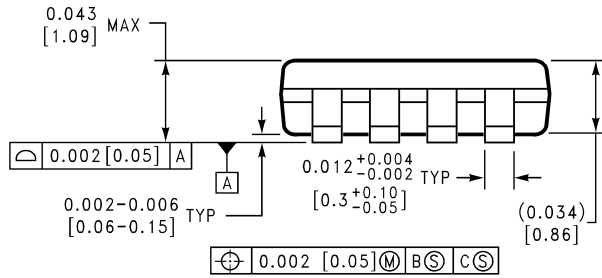 0.043
[1.09] MAX
0.002 [0.05] A
A
0.012 +0.004 -0.002 TYP
[0.3 +0.10 -0.05]
0.002-0.006
[0.06-0.15] TYP
(0.034)
[0.86]
0.002 [0.05]Ⓜ BⓈ CⓈ